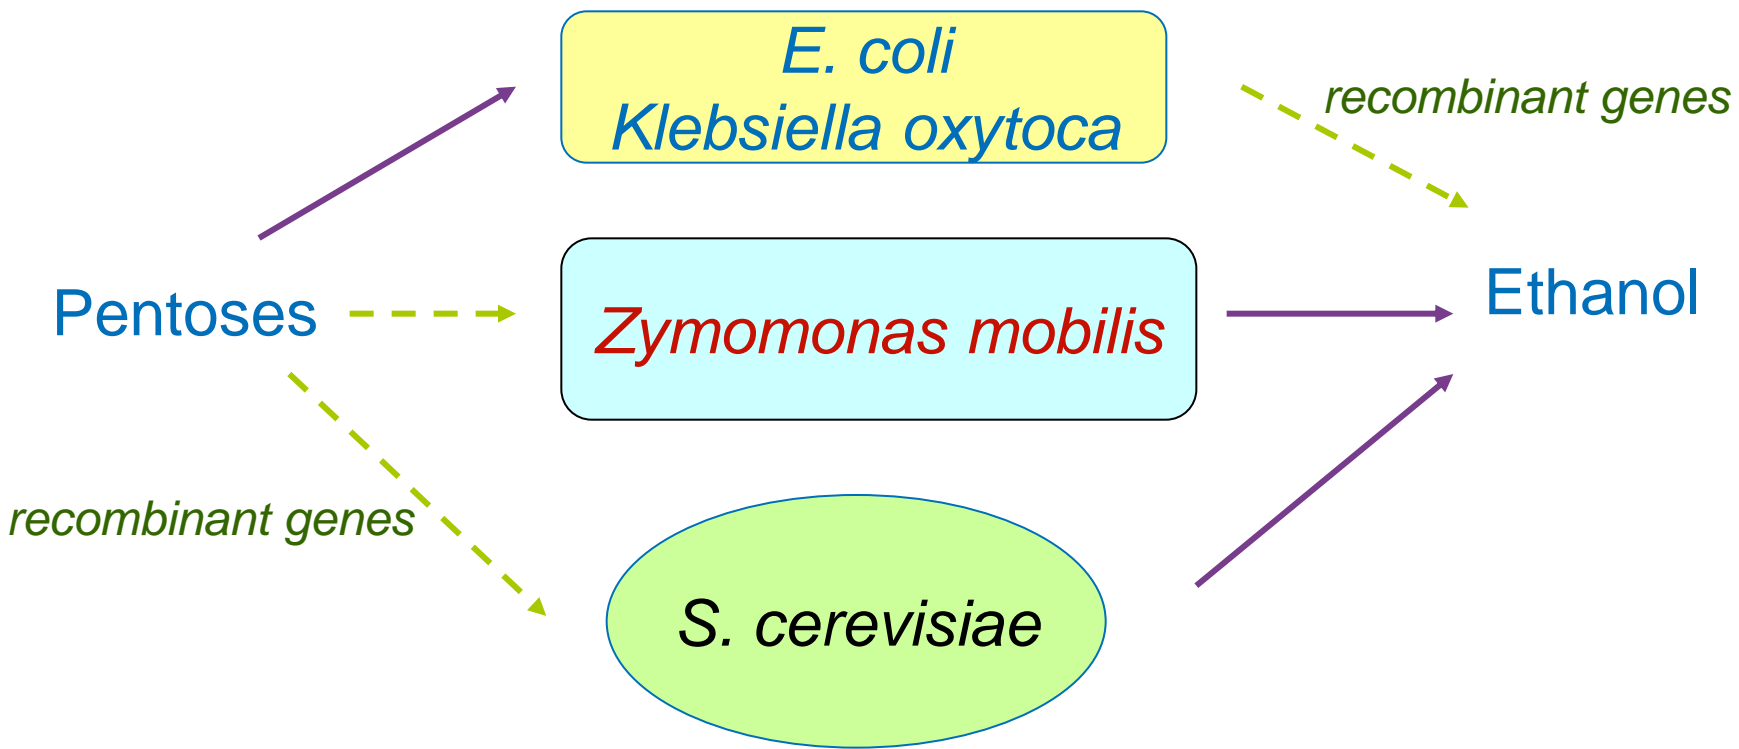 E. coli
Klebsiella oxytoca
recombinant genes
Pentoses
Zymomonas mobilis
Ethanol
recombinant genes
S. cerevisiae